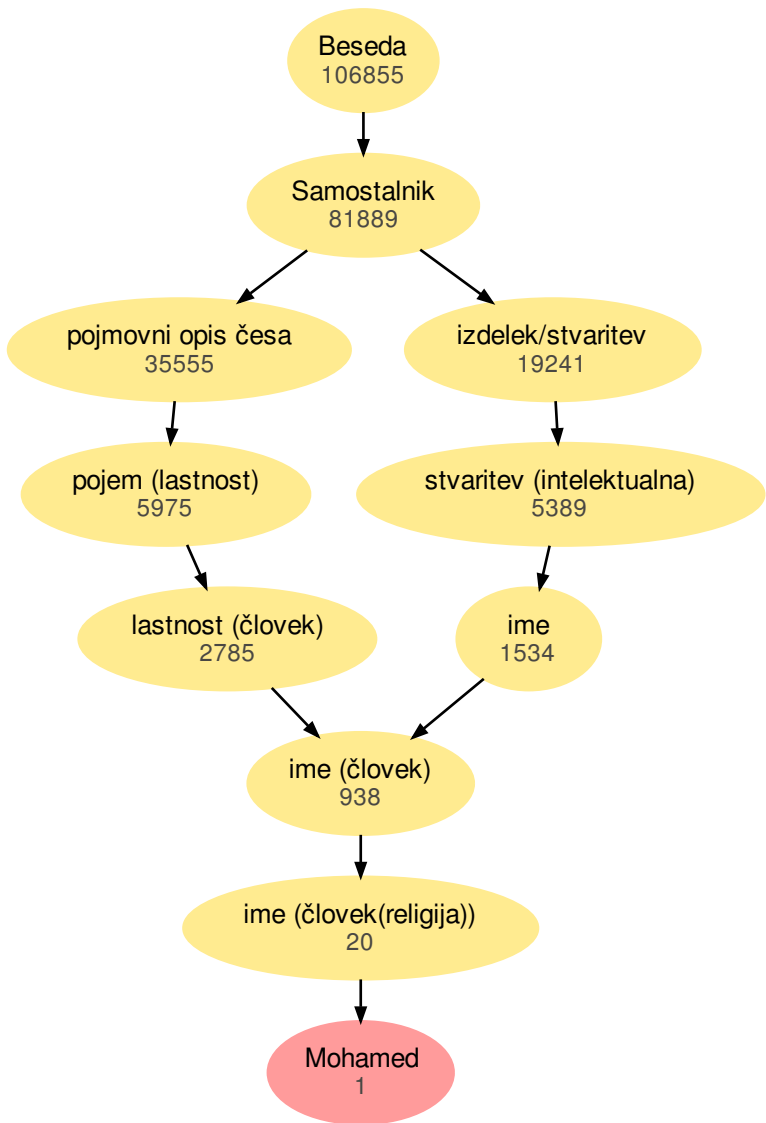 Beseda
106855
Samostalnik
81889
pojmovni opis česa
35555
izdelek/stvaritev
19241
pojem (lastnost)
5975
stvaritev (intelektualna)
5389
lastnost (človek)
2785
ime
1534
ime (človek)
938
ime (človek(religija))
20
Mohamed
1